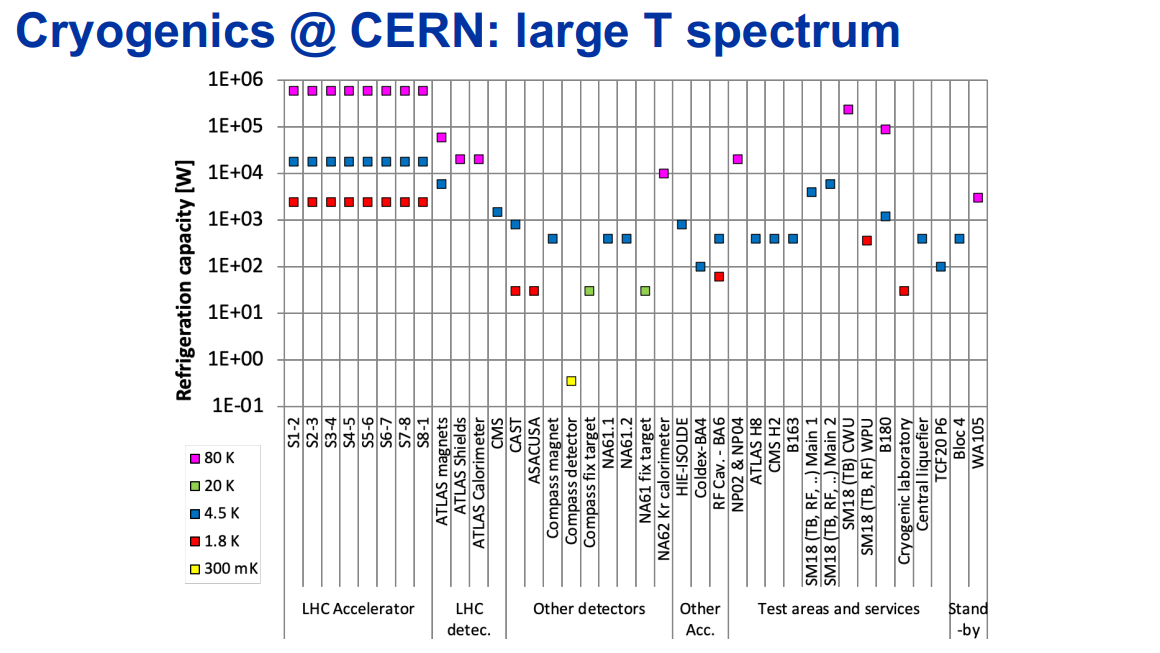 Cryogenics @ CERN: large T spectrum
Refrigeration capacity [W]
1E+06
1E+05
1E+04
1E+03
1E+02
1E+01
1E+00
1E-01
S1-2
S2-3
S3-4
S4-5
S5-6
S6-7
S7-8
S8-1
ATLAS magnets
ATLAS Shields
ATLAS Calorimeter
CMS
CAST
ASACUSA
Compass magnet
Compass detector
Compass fix target
NA61.1
NA61.2
NA61 fix target
NA62 Kr calorimeter
HIE-ISOLDE
Coldex-BA4
RF Cav. - BA6
NP02 & NP04
ATLAS H8
CMS H2
B163
SM18 (TB, RF, ..) Main 1
SM18 (TB, RF, ..) Main 2
SM18 (TB) CWU
SM18 (TB, RF) WPU
B180
Cryogenic laboratory
Central liquefier
TCF20 P6
Bloc 4
WA105
80 K
20 K
4.5 K
1.8 K
300 mK
LHC Accelerator
LHC
detec.
Other detectors
Other
Acc.
Test areas and services
Stand
-by